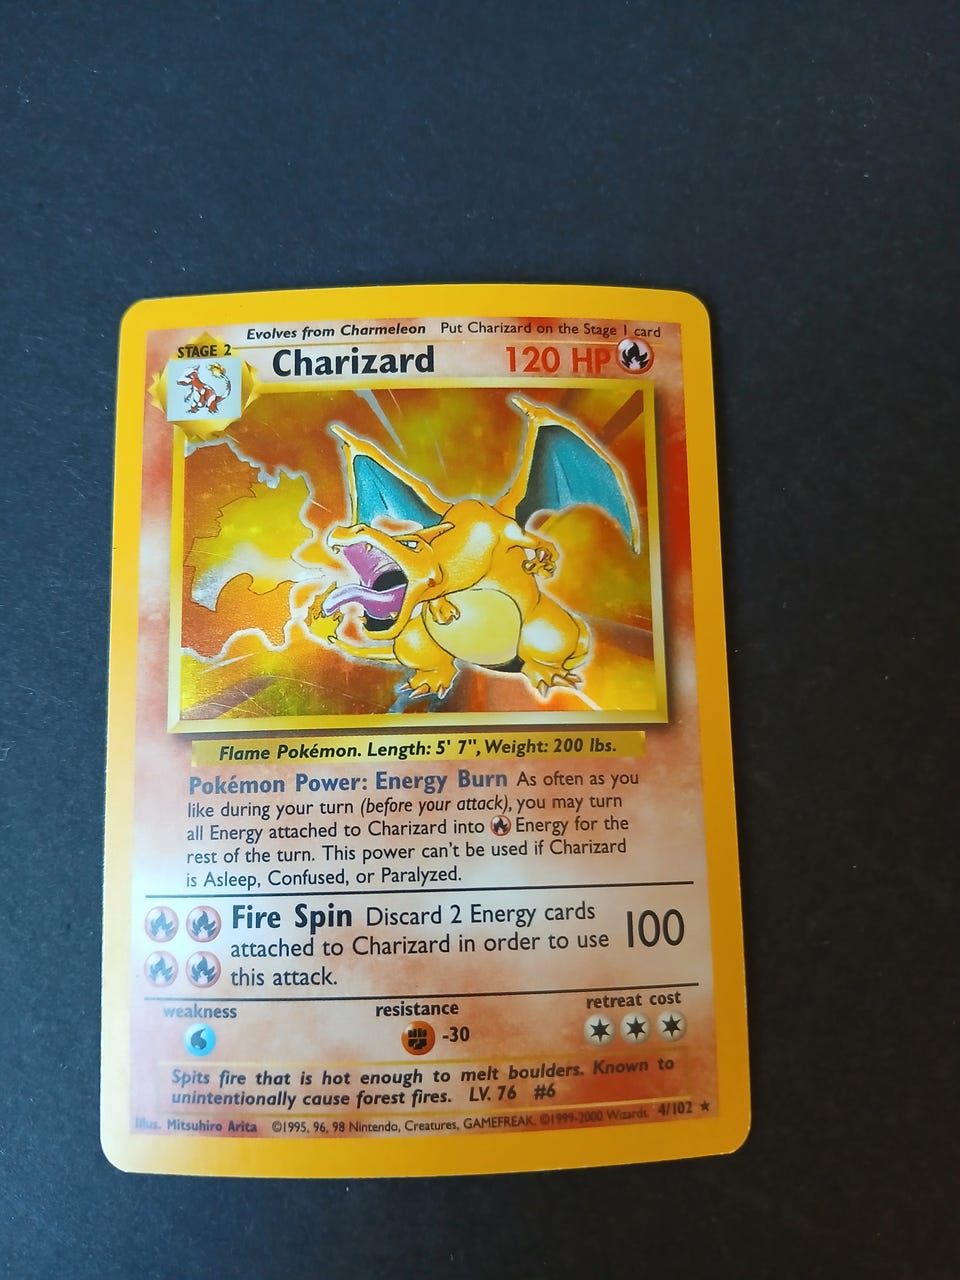 Evolves from Charmeleon Put Charizard on the Stage 1 card
STAGE 2
Charizard 120 HP
Flame Pokémon. Length: 5' 7", Weight: 200 lbs.
Pokémon Power: Energy Burn As often as you
like during your turn (before your attack), you may turn
all Energy attached to Charizard into Energy for the
rest of the turn. This power can't be used if Charizard
is Asleep, Confused, or Paralyzed.
Fire Spin Discard 2 Energy cards
attached to Charizard in order to use
this attack.
100
weakness resistance retreat cost
-30
Spits fire that is hot enough to melt boulders. Known to
unintentionally cause forest fires. LV. 76 #6
Illus. Mitsuhiro Arita ©1995, 96, 98 Nintendo, Creatures, GAMEFREAK. ©1999-2000 Wizards. 4/102 ★